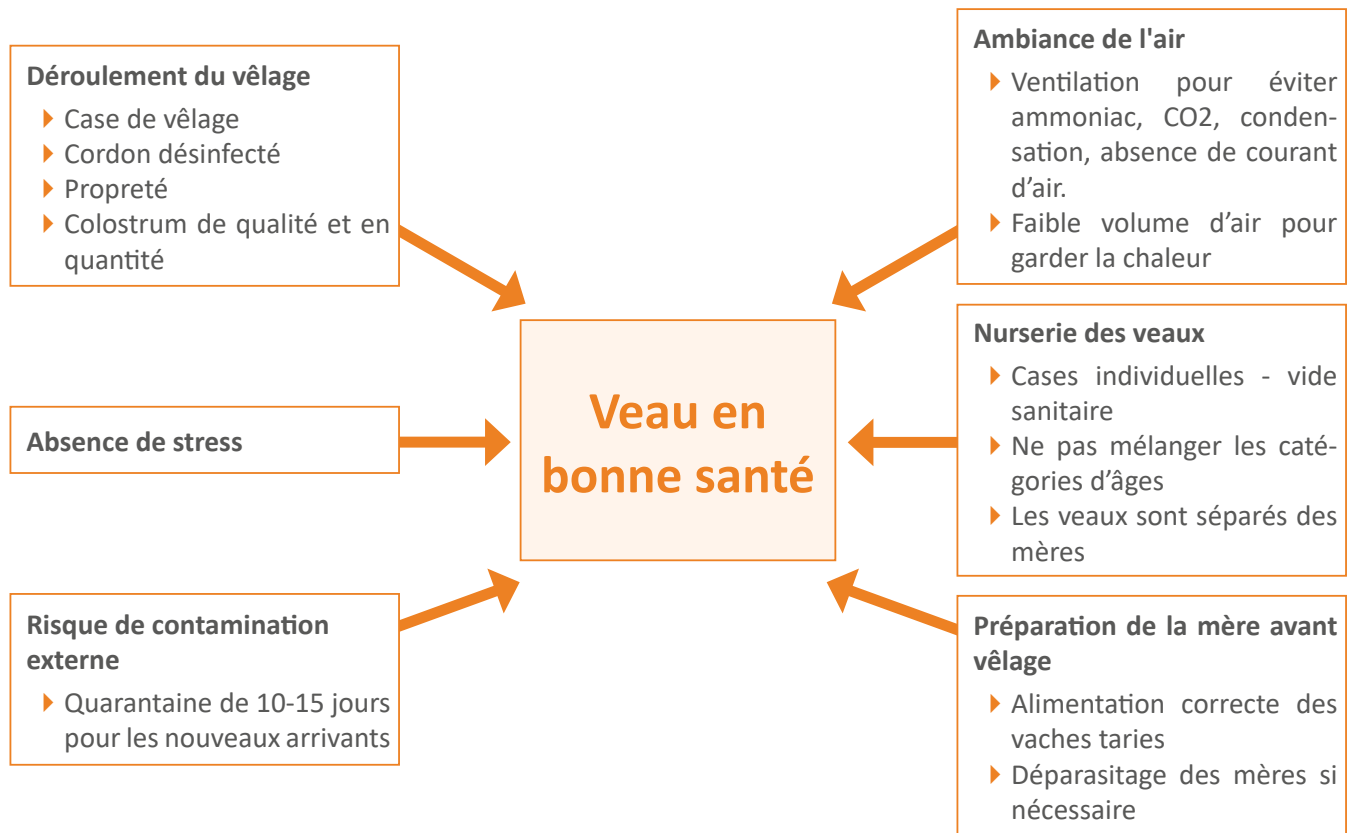 Déroulement du vêlage
Case de vêlage
Cordon désinfecté
Propreté
Colostrum de qualité et en
quantité
Absence de stress
Risque de contamination
externe
Quarantaine de 10-15 jours
pour les nouveaux arrivants
Veau en
bonne santé
Ambiance de l'air
Ventilation pour éviter
ammoniac, CO2, conden-
sation, absence de courant
d’air.
Faible volume d’air pour
garder la chaleur
Nurserie des veaux
Cases individuelles - vide
sanitaire
Ne pas mélanger les caté-
gories d’âges
Les veaux sont séparés des
mères
Préparation de la mère avant
vêlage
Alimentation correcte des
vaches taries
Déparasitage des mères si
nécessaire